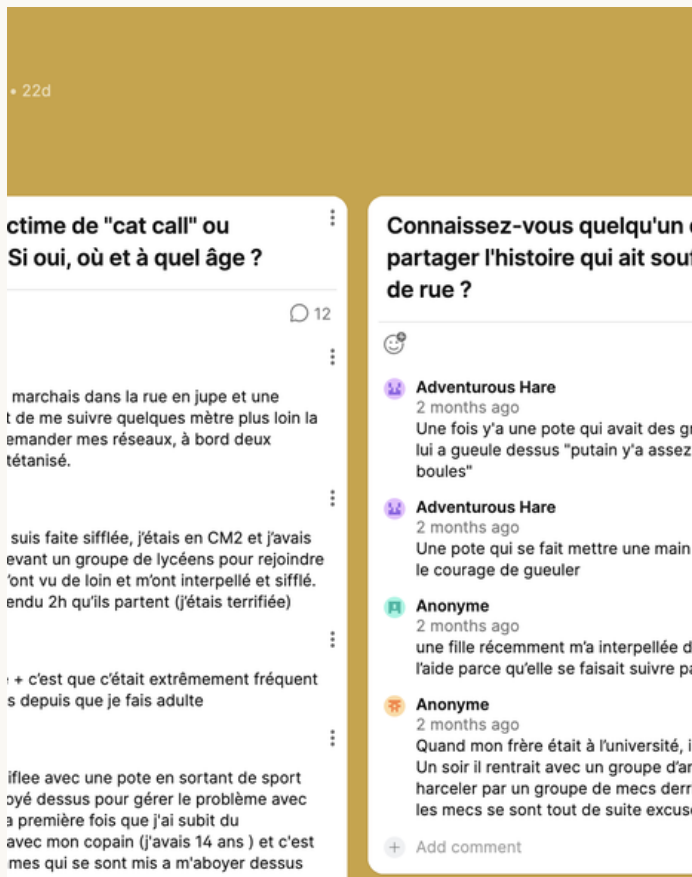 • 22d
ctime de "cat call" ou
Si oui, où et à quel âge ?
12
marchais dans la rue en jupe et une
t de me suivre quelques mètre plus loin la
emander mes réseaux, à bord deux
tétanisé.
suis faite sifflée, j'étais en CM2 et j'avais
evant un groupe de lycéens pour rejoindre
'ont vu de loin et m'ont interpellé et sifflé.
endu 2h qu'ils partent (j'étais terrifiée)
+ c'est que c'était extrêmement fréquent
s depuis que je fais adulte
iflee avec une pote en sortant de sport
oyé dessus pour gérer le problème avec
a première fois que j'ai subit du
avec mon copain (j'avais 14 ans ) et c'est
mes qui se sont mis a m'aboyer dessus
Connaissez-vous quelqu'un
partager l'histoire qui ait souf
de rue ?
Adventurous Hare
2 months ago
Une fois y'a une pote qui avait des gr
lui a gueule dessus "putain y'a assez
boules"
Adventurous Hare
2 months ago
Une pote qui se fait mettre une main
le courage de gueuler
Anonyme
2 months ago
une fille récemment m'a interpellée d
l'aide parce qu'elle se faisait suivre pa
Anonyme
2 months ago
Quand mon frère était à l'université, i
Un soir il rentrait avec un groupe d'a
harceler par un groupe de mecs derr
les mecs se sont tout de suite excus
Add comment